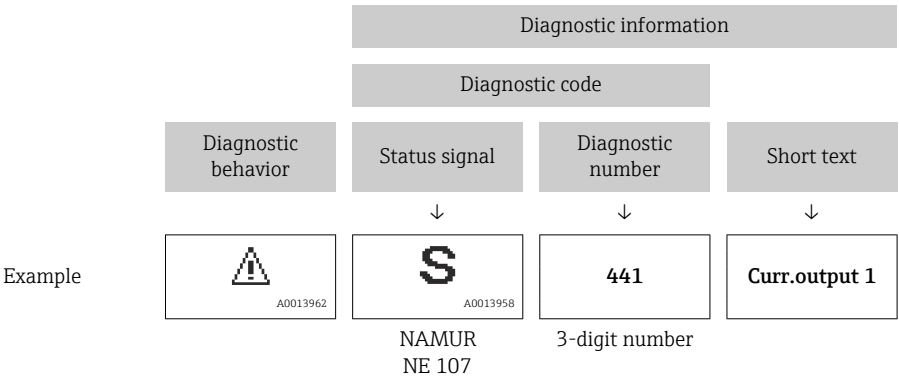 Diagnostic information
Diagnostic code
Diagnostic
behavior
Status signal
Diagnostic
number
Short text
↓
↓
↓
Example
A0013962
S
A0013958
441
Curr.output 1
NAMUR
NE 107
3-digit number